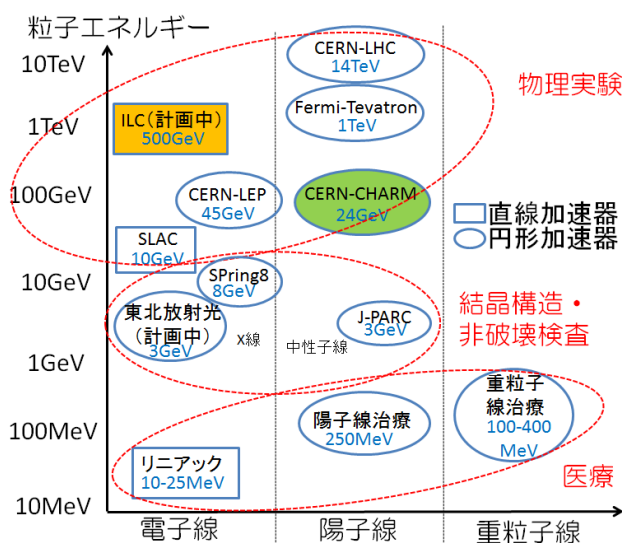 粒子エネルギー
10TeV
1TeV
100GeV
10GeV
1GeV
100MeV
10MeV
CERN-LHC
14TeV
Fermi-Tevatron
1TeV
物理実験
ILC(計画中)
500GeV
CERN-LEP
45GeV
CERN-CHARM
24GeV
直線加速器
円形加速器
SLAC
10GeV
SPring8
8GeV
東北放射光
(計画中)
3GeV
X線
中性子線
J-PARC
3GeV
結晶構造・
非破壊検査
陽子線治療
250MeV
重粒子
線治療
100-400
MeV
リニアック
10-25MeV
医療
電子線
陽子線
重粒子線